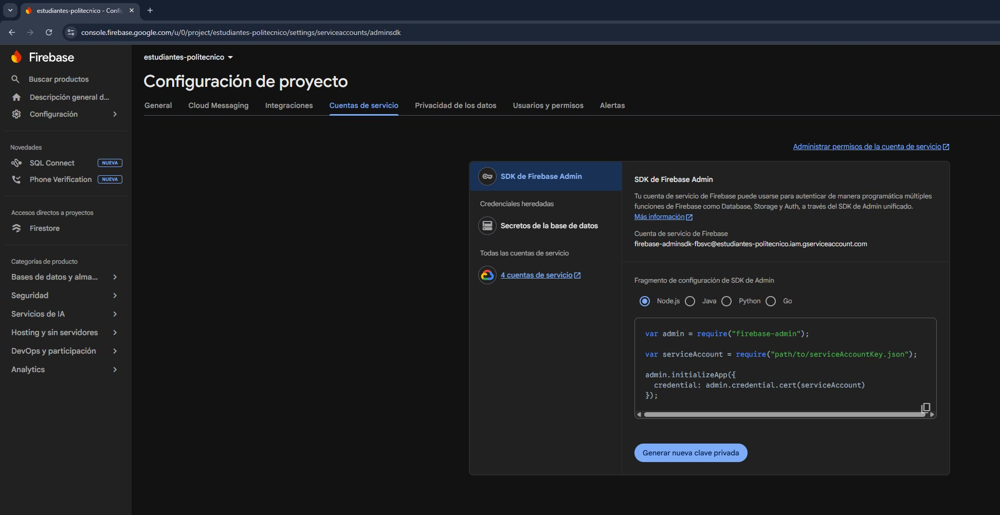 estudiantes-politecnico - Config
console.firebase.google.com/u/0/project/estudiantes-politecnico/settings/serviceaccounts/adminsdk
Firebase
Buscar productos
Descripción general d...
Configuración
Novedades
SQL Connect NUEVA
Phone Verification NUEVA
Accesos directos a proyectos
Firestore
Categorías de producto
Bases de datos y alma...
Seguridad
Servicios de IA
Hosting y sin servidores
DevOps y participación
Analytics
estudiantes-politecnico
Configuración de proyecto
General Cloud Messaging Integraciones Cuentas de servicio Privacidad de los datos Usuarios y permisos Alertas
Administrar permisos de la cuenta de servicio
SDK de Firebase Admin
Credenciales heredadas
Secretos de la base de datos
Todas las cuentas de servicio
4 cuentas de servicio
SDK de Firebase Admin
Tu cuenta de servicio de Firebase puede usarse para autenticar de manera programática múltiples
funciones de Firebase como Database, Storage y Auth, a través del SDK de Admin unificado.
Más información
Cuenta de servicio de Firebase
firebase-adminsdk-fbsvc@estudiantes-politecnico.iam.gserviceaccount.com
Fragmento de configuración de SDK de Admin
Node.js Java Python Go
var admin = require("firebase-admin");
var serviceAccount = require("path/to/serviceAccountKey.json");
admin.initializeApp({
  credential: admin.credential.cert(serviceAccount)
});
Generar nueva clave privada